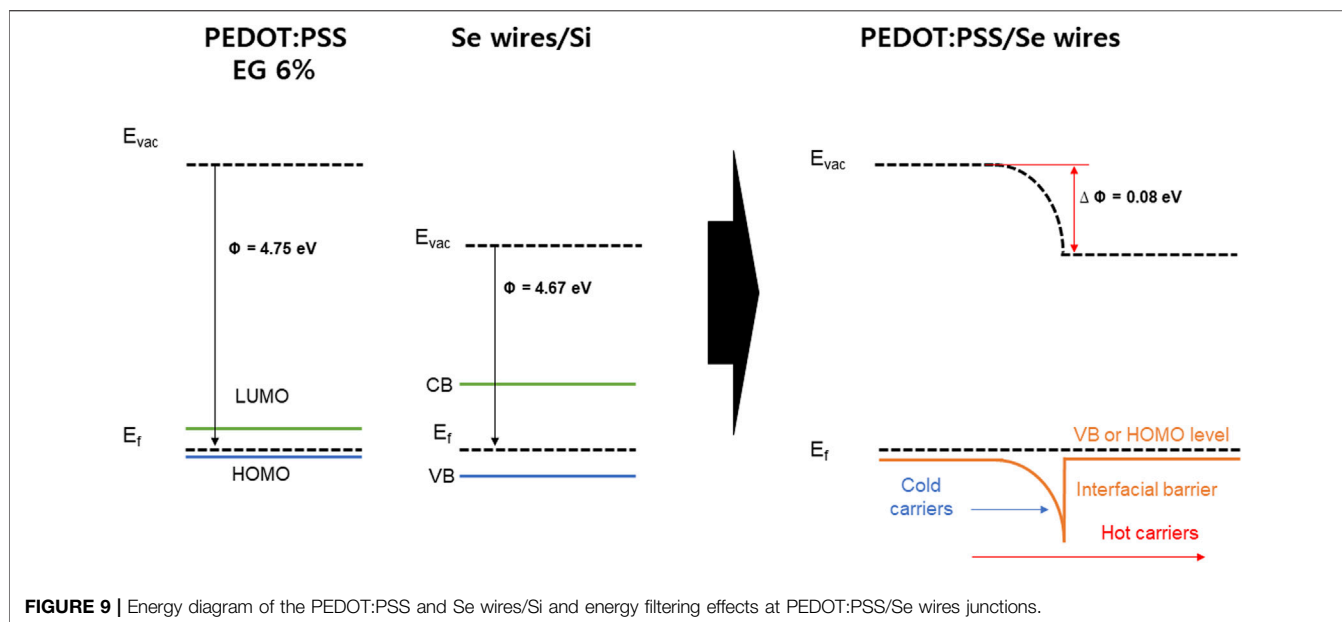 PEDOT:PSS
EG 6%
Se wires/Si
PEDOT:PSS/Se wires
Evac
Φ = 4.75 eV
LUMO
Ef
HOMO
Evac
Φ = 4.67 eV
CB
Ef
VB
Evac
Δ Φ = 0.08 eV
Ef
VB or HOMO level
Cold
carriers
Interfacial barrier
Hot carriers
FIGURE 9 | Energy diagram of the PEDOT:PSS and Se wires/Si and energy filtering effects at PEDOT:PSS/Se wires junctions.